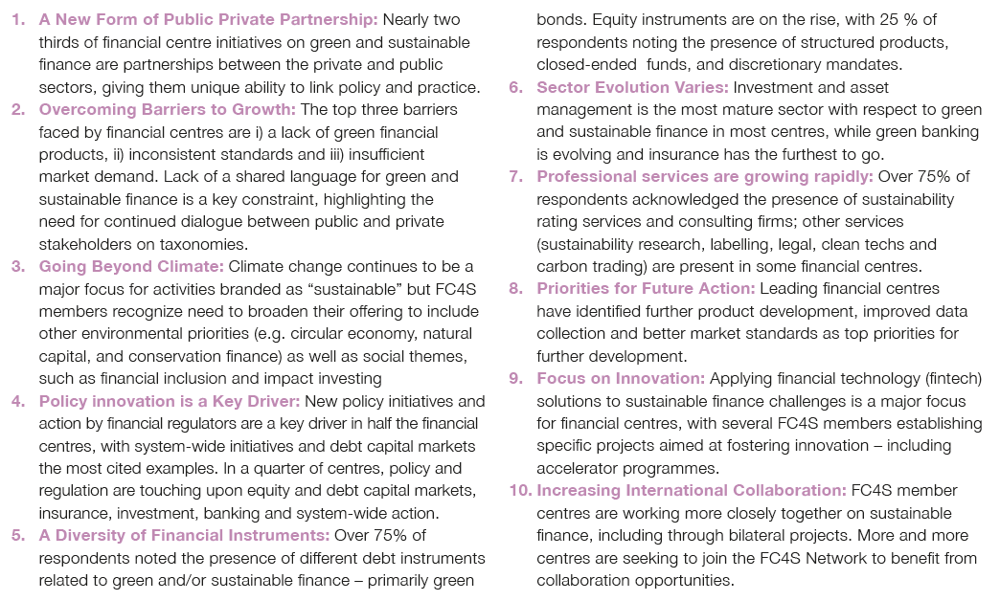 1. A New Form of Public Private Partnership: Nearly two
thirds of financial centre initiatives on green and sustainable
finance are partnerships between the private and public
sectors, giving them unique ability to link policy and practice.
2. Overcoming Barriers to Growth: The top three barriers
faced by financial centres are i) a lack of green financial
products, ii) inconsistent standards and iii) insufficient
market demand. Lack of a shared language for green and
sustainable finance is a key constraint, highlighting the
need for continued dialogue between public and private
stakeholders on taxonomies.
3. Going Beyond Climate: Climate change continues to be a
major focus for activities branded as “sustainable” but FC4S
members recognize need to broaden their offering to include
other environmental priorities (e.g. circular economy, natural
capital, and conservation finance) as well as social themes,
such as financial inclusion and impact investing
4. Policy innovation is a Key Driver: New policy initiatives and
action by financial regulators are a key driver in half the financial
centres, with system-wide initiatives and debt capital markets
the most cited examples. In a quarter of centres, policy and
regulation are touching upon equity and debt capital markets,
insurance, investment, banking and system-wide action.
5. A Diversity of Financial Instruments: Over 75% of
respondents noted the presence of different debt instruments
related to green and/or sustainable finance – primarily green
bonds. Equity instruments are on the rise, with 25 % of
respondents noting the presence of structured products,
closed-ended funds, and discretionary mandates.
6. Sector Evolution Varies: Investment and asset
management is the most mature sector with respect to green
and sustainable finance in most centres, while green banking
is evolving and insurance has the furthest to go.
7. Professional services are growing rapidly: Over 75% of
respondents acknowledged the presence of sustainability
rating services and consulting firms; other services
(sustainability research, labelling, legal, clean techs and
carbon trading) are present in some financial centres.
8. Priorities for Future Action: Leading financial centres
have identified further product development, improved data
collection and better market standards as top priorities for
further development.
9. Focus on Innovation: Applying financial technology (fintech)
solutions to sustainable finance challenges is a major focus
for financial centres, with several FC4S members establishing
specific projects aimed at fostering innovation – including
accelerator programmes.
10. Increasing International Collaboration: FC4S member
centres are working more closely together on sustainable
finance, including through bilateral projects. More and more
centres are seeking to join the FC4S Network to benefit from
collaboration opportunities.